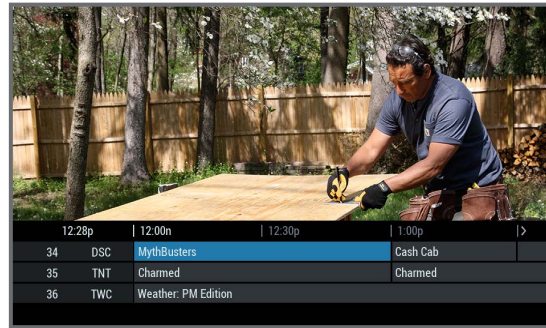 12:28p 12:00n 12:30p 1:00p
34 DSC MythBusters Cash Cab
35 TNT Charmed Charmed
36 TWC Weather: PM Edition